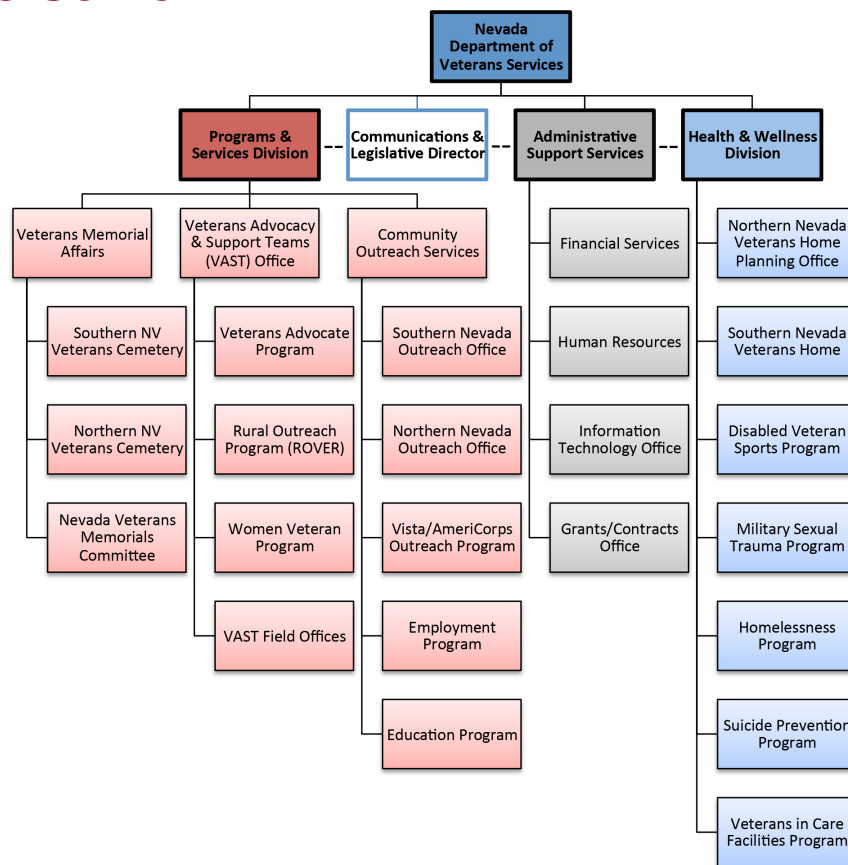 Nevada
Department of
Veterans Services
Programs &
Services Division
Communications &
Legislative Director
Administrative
Support Services
Health & Wellness
Division
Veterans Memorial
Affairs
Veterans Advocacy
& Support Teams
(VAST) Office
Community
Outreach Services
Financial Services
Northern Nevada
Veterans Home
Planning Office
Southern NV
Veterans Cemetery
Veterans Advocate
Program
Southern Nevada
Outreach Office
Human Resources
Southern Nevada
Veterans Home
Northern NV
Veterans Cemetery
Rural Outreach
Program (ROVER)
Northern Nevada
Outreach Office
Information
Technology Office
Disabled Veteran
Sports Program
Nevada Veterans
Memorials
Committee
Women Veteran
Program
Vista/AmeriCorps
Outreach Program
Grants/Contracts
Office
Military Sexual
Trauma Program
VAST Field Offices
Employment
Program
Homelessness
Program
Education Program
Suicide Prevention
Program
Veterans in Care
Facilities Program